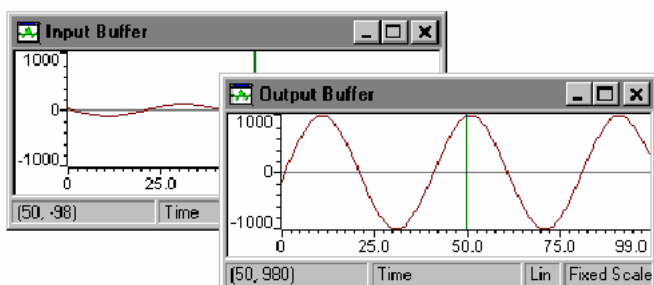 Input Buffer
1000
0
-1000
0
25.0
(50, -98)
Time
Output Buffer
1000
0
-1000
0
25.0
50.0
75.0
99.0
(50, 980)
Time
Lin
Fixed Scale